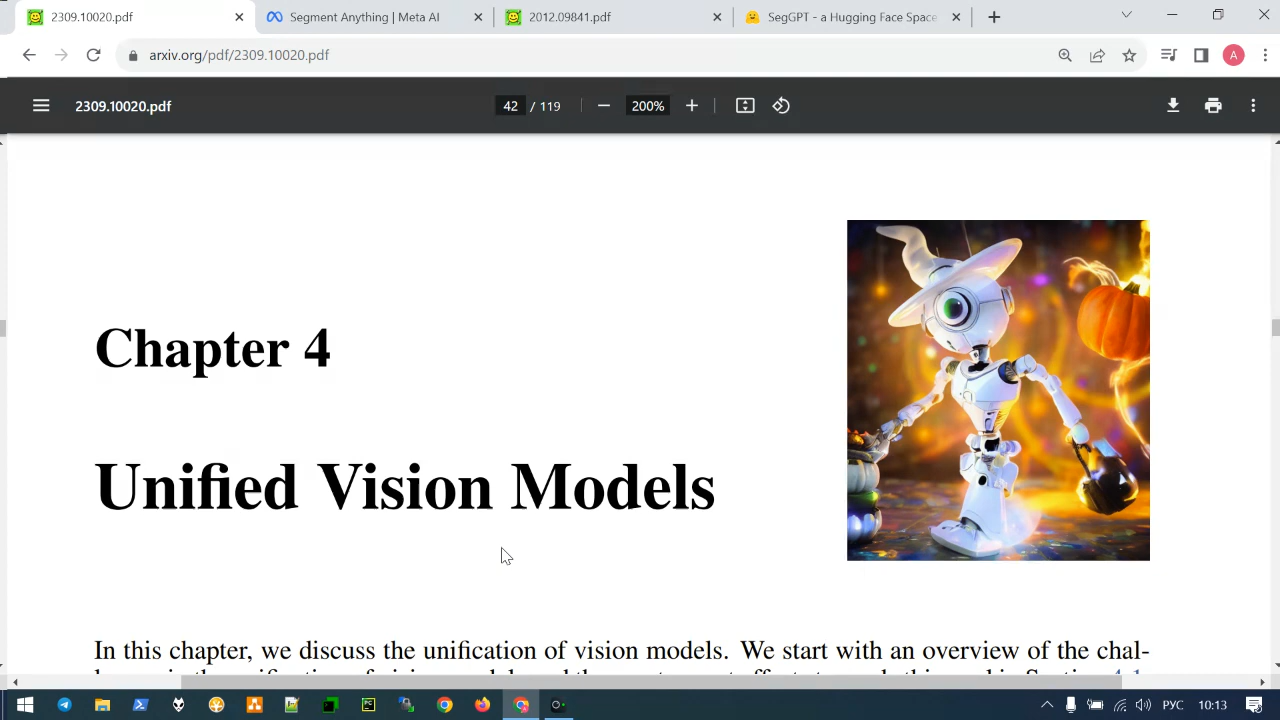 2309.10020.pdf
Segment Anything | Meta AI
2012.09841.pdf
SegGPT - a Hugging Face Space
arxiv.org/pdf/2309.10020.pdf
A
2309.10020.pdf
42 / 119
200%
Chapter 4
Unified Vision Models
In this chapter, we discuss the unification of vision models. We start with an overview of the chal-
РУС
10:13